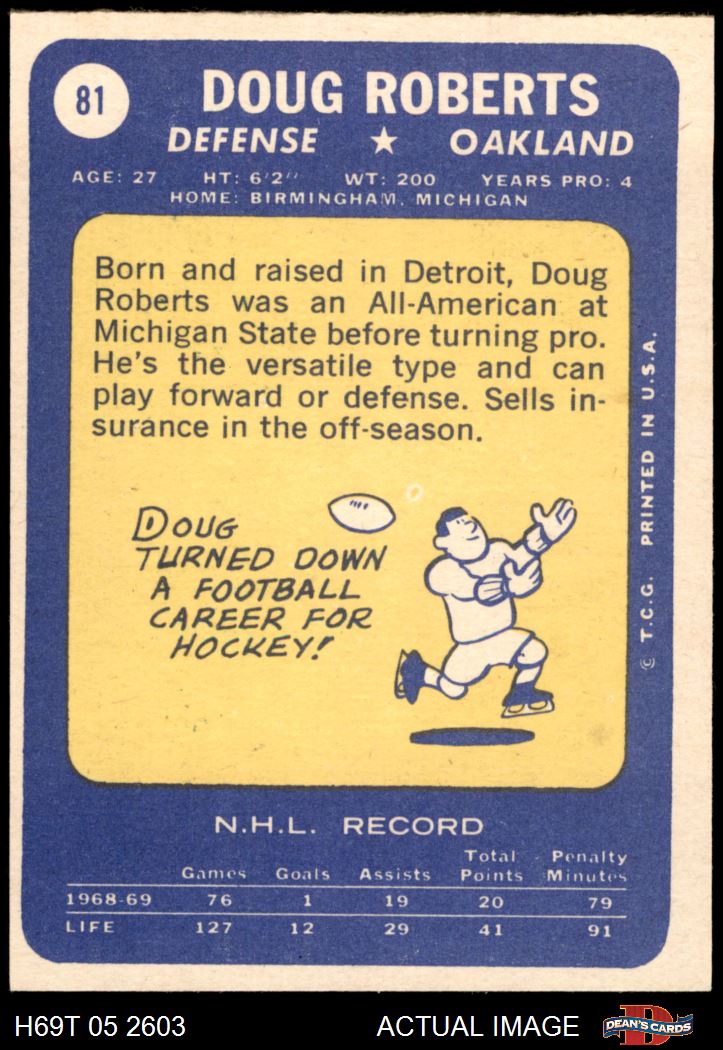 81
DOUG ROBERTS
DEFENSE ★ OAKLAND
AGE: 27 HT: 6'2" WT: 200 YEARS PRO: 4
HOME: BIRMINGHAM, MICHIGAN
Born and raised in Detroit, Doug
Roberts was an All-American at
Michigan State before turning pro.
He's the versatile type and can
play forward or defense. Sells in-
surance in the off-season.
DOUG
TURNED DOWN
A FOOTBALL
CAREER FOR
HOCKEY!
© T.C.G. PRINTED IN U.S.A.
N.H.L. RECORD
Total Penalty
Games Goals Assists Points Minutes
1968-69 76 1 19 20 79
LIFE 127 12 29 41 91
H69T 05 2603 ACTUAL IMAGE
D
DEAN'S CARDS